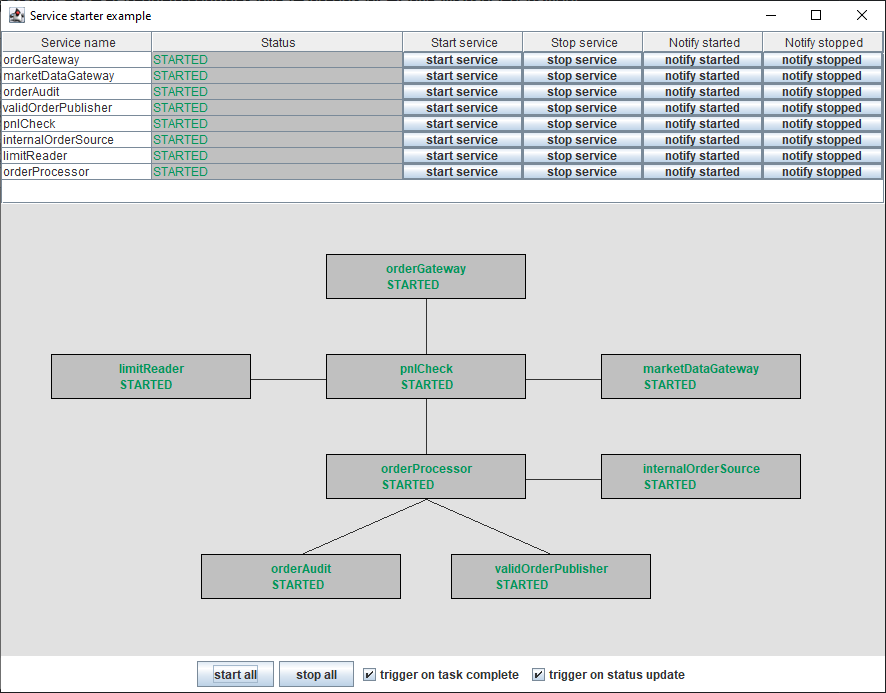 Service starter example
Service name Status Start service Stop service Notify started Notify stopped
orderGateway STARTED start service stop service notify started notify stopped
marketDataGateway STARTED start service stop service notify started notify stopped
orderAudit STARTED start service stop service notify started notify stopped
validOrderPublisher STARTED start service stop service notify started notify stopped
pnlCheck STARTED start service stop service notify started notify stopped
internalOrderSource STARTED start service stop service notify started notify stopped
limitReader STARTED start service stop service notify started notify stopped
orderProcessor STARTED start service stop service notify started notify stopped
orderGateway
STARTED
limitReader pnlCheck marketDataGateway
STARTED STARTED STARTED
orderProcessor internalOrderSource
STARTED STARTED
orderAudit validOrderPublisher
STARTED STARTED
start all stop all trigger on task complete trigger on status update